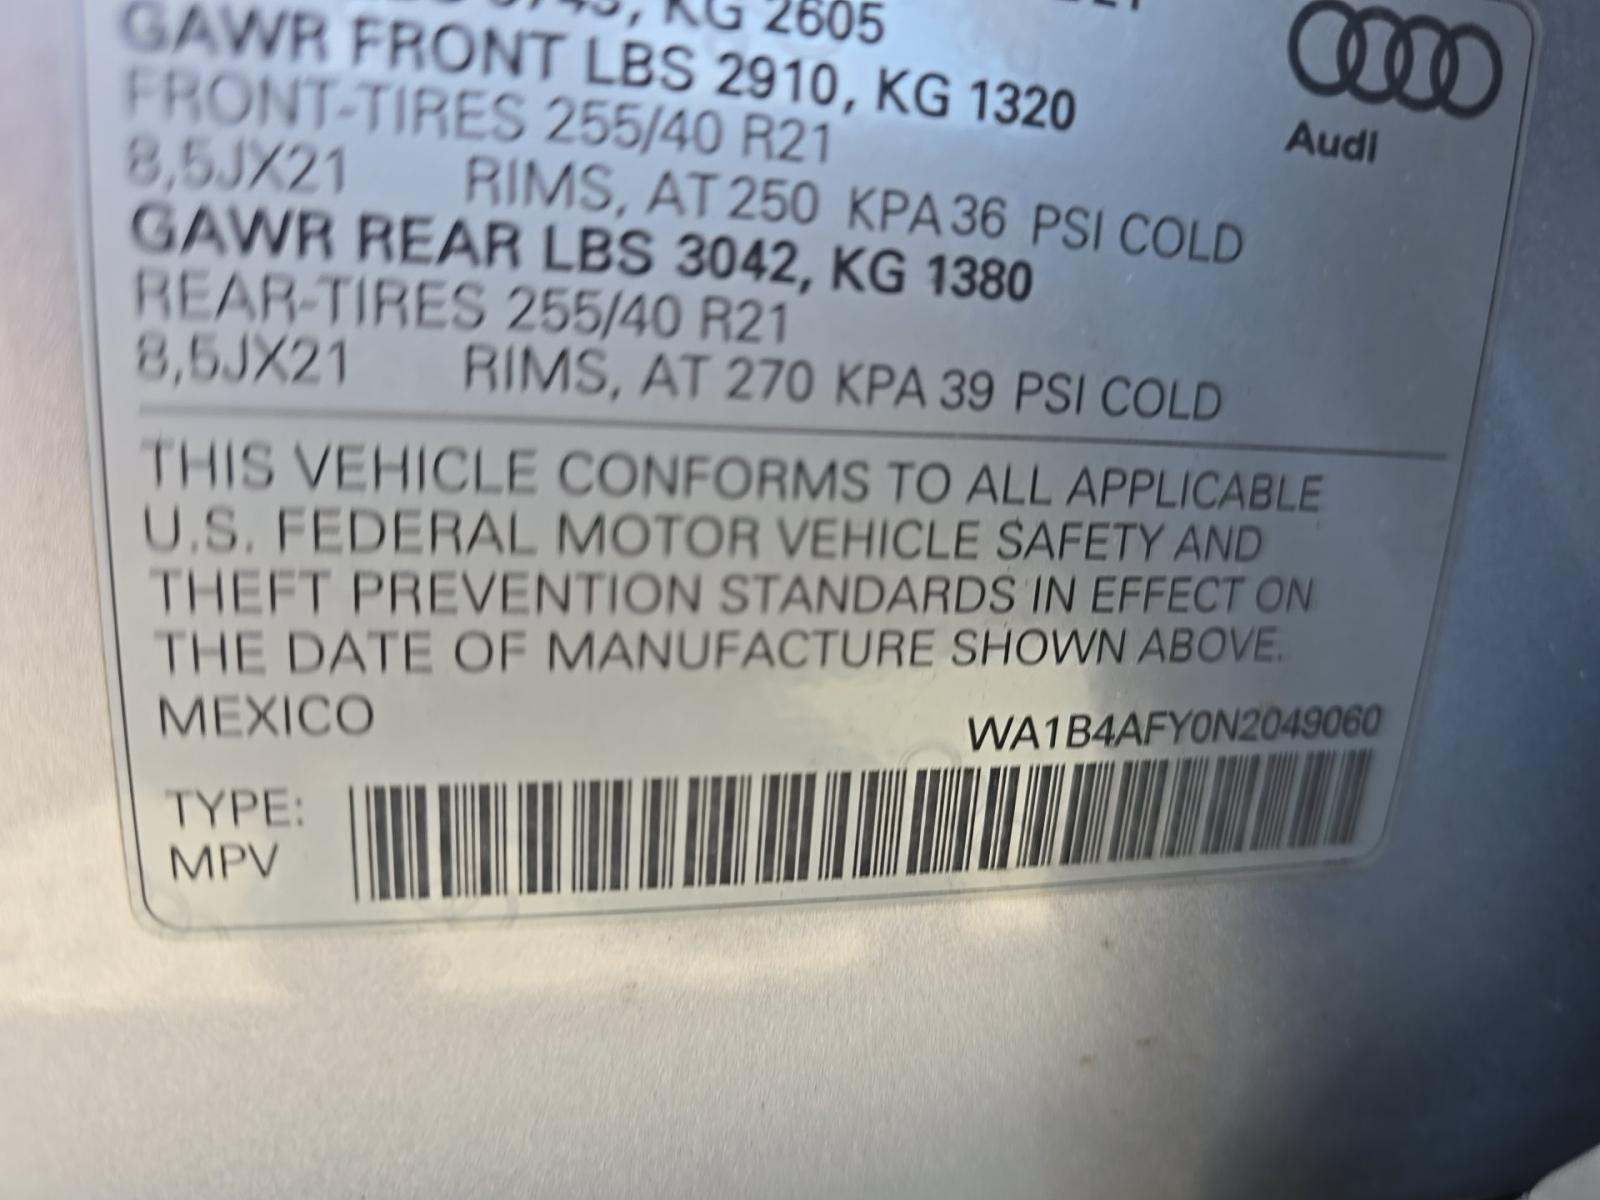 KG 2605
GAWR FRONT LBS 2910, KG 1320
FRONT-TIRES 255/40 R21
8,5JX21 RIMS, AT 250 KPA 36 PSI COLD
GAWR REAR LBS 3042, KG 1380
REAR-TIRES 255/40 R21
8,5JX21 RIMS, AT 270 KPA 39 PSI COLD
Audi
THIS VEHICLE CONFORMS TO ALL APPLICABLE
U.S. FEDERAL MOTOR VEHICLE SAFETY AND
THEFT PREVENTION STANDARDS IN EFFECT ON
THE DATE OF MANUFACTURE SHOWN ABOVE.
MEXICO
WA1B4AFY0N2049060
TYPE:
MPV